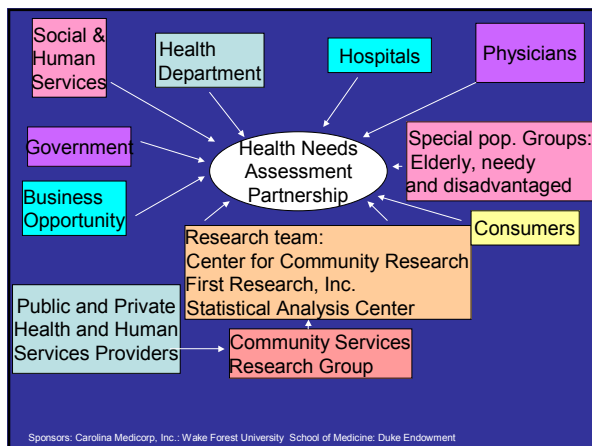 Social &
Human
Services
Health
Department
Hospitals
Physicians
Government
Health Needs
Assessment
Partnership
Special pop. Groups:
Elderly, needy
and disadvantaged
Business
Opportunity
Consumers
Research team:
Center for Community Research
First Research, Inc.
Statistical Analysis Center
Public and Private
Health and Human
Services Providers
Community Services
Research Group
Sponsors: Carolina Medicorp, Inc.: Wake Forest University School of Medicine: Duke Endowment